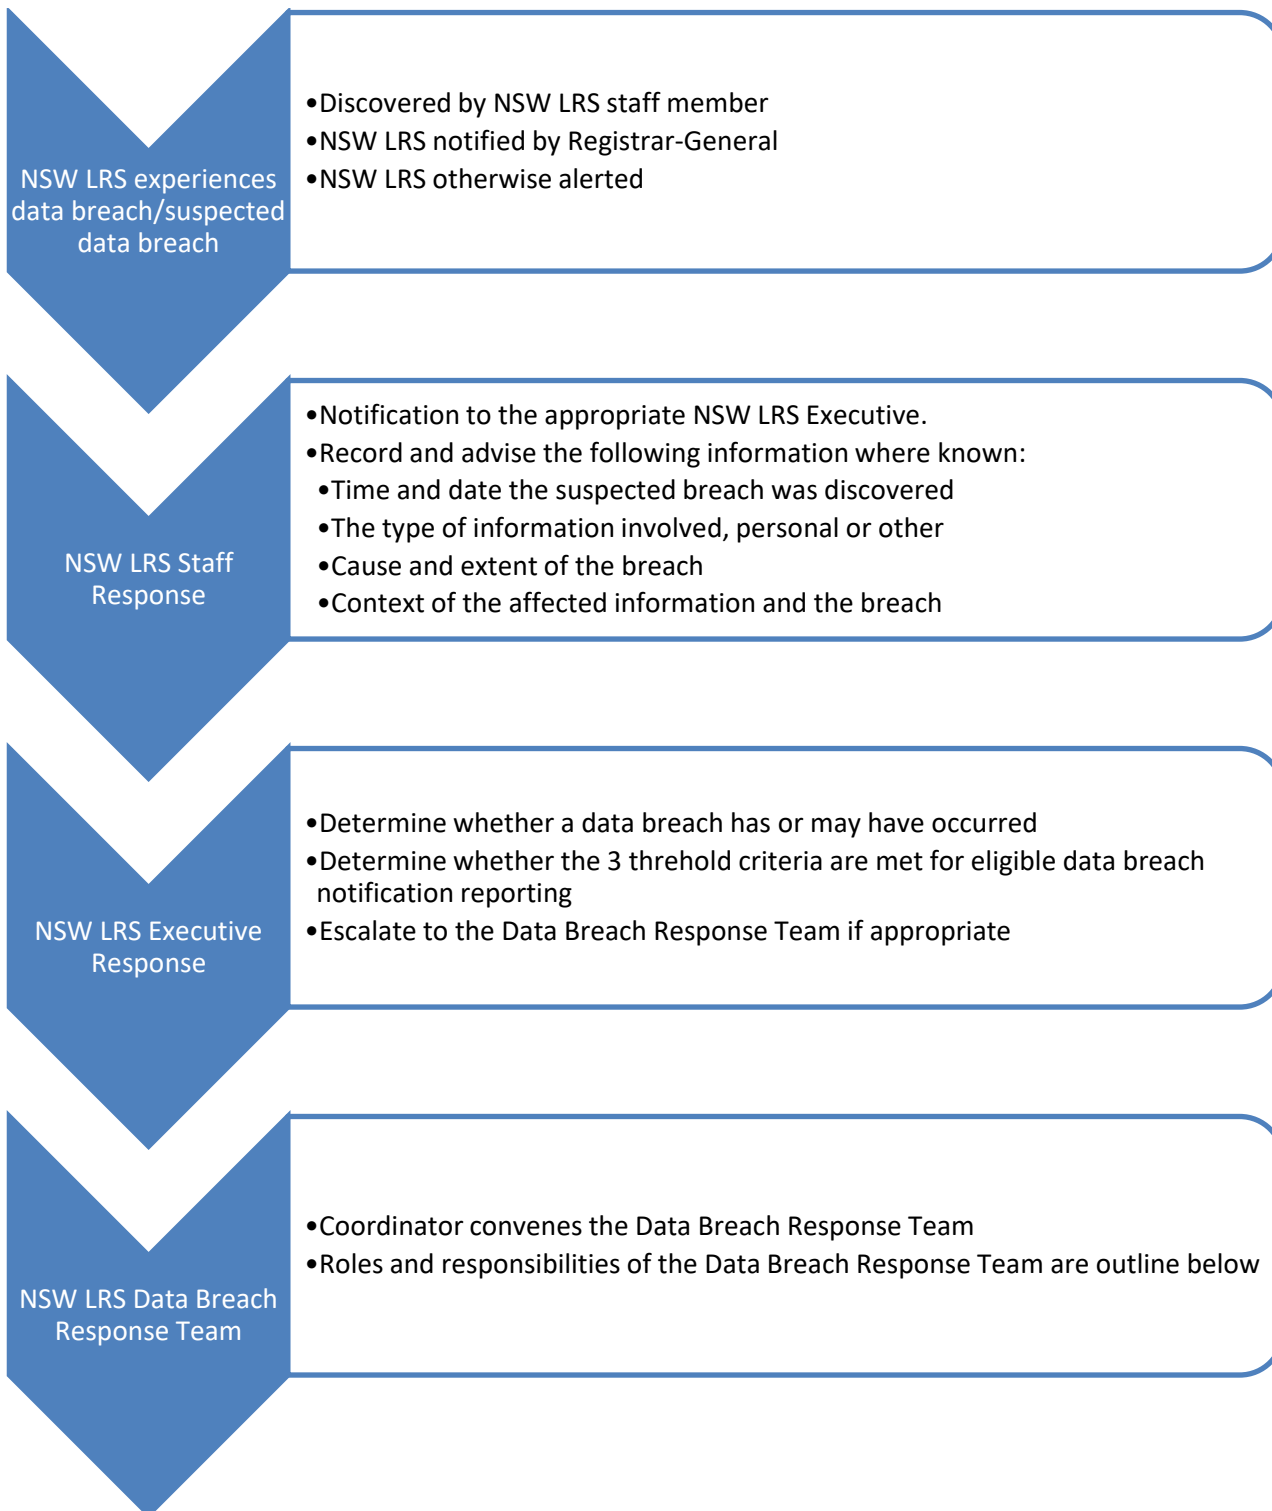 NSW LRS experiences
data breach/suspected
data breach
•Discovered by NSW LRS staff member
•NSW LRS notified by Registrar-General
•NSW LRS otherwise alerted
NSW LRS Staff
Response
•Notification to the appropriate NSW LRS Executive.
•Record and advise the following information where known:
•Time and date the suspected breach was discovered
•The type of information involved, personal or other
•Cause and extent of the breach
•Context of the affected information and the breach
NSW LRS Executive
Response
•Determine whether a data breach has or may have occurred
•Determine whether the 3 threhold criteria are met for eligible data breach
notification reporting
•Escalate to the Data Breach Response Team if appropriate
NSW LRS Data Breach
Response Team
•Coordinator convenes the Data Breach Response Team
•Roles and responsibilities of the Data Breach Response Team are outline below